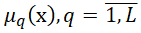 μ_q(x), q = \overline{1, L}